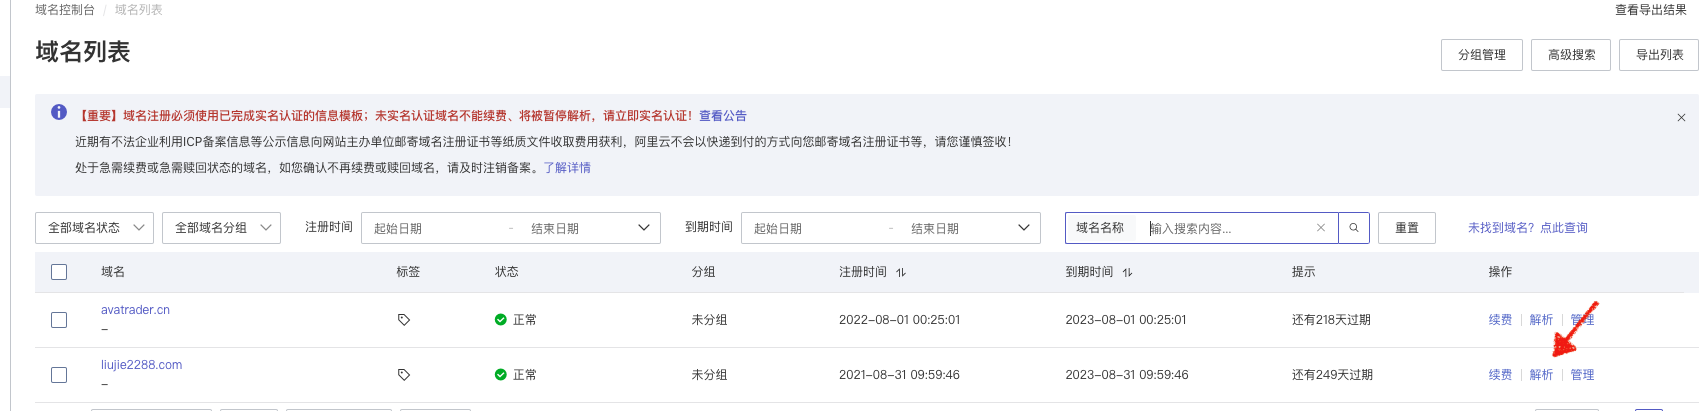 域名控制台 / 域名列表
查看导出结果
域名列表
分组管理 高级搜索 导出列表
【重要】域名注册必须使用已完成实名认证的信息模板；未实名认证域名不能续费、将被暂停解析，请立即实名认证！查看公告
近期有不法企业利用ICP备案信息等公示信息向网站主办单位邮寄域名注册证书等纸质文件收取费用获利，阿里云不会以快递到付的方式向您邮寄域名注册证书等，请您谨慎签收！
处于急需续费或急需赎回状态的域名，如您确认不再续费或赎回域名，请及时注销备案。了解详情
全部域名状态 全部域名分组 注册时间 起始日期 - 结束日期 到期时间 起始日期 - 结束日期 域名名称 输入搜索内容... 重置 未找到域名？点此查询
域名 标签 状态 分组 注册时间 到期时间 提示 操作
avatrader.cn 正常 未分组 2022-08-01 00:25:01 2023-08-01 00:25:01 还有218天过期 续费 解析 管理
–
liujie2288.com 正常 未分组 2021-08-31 09:59:46 2023-08-31 09:59:46 还有249天过期 续费 解析 管理
–